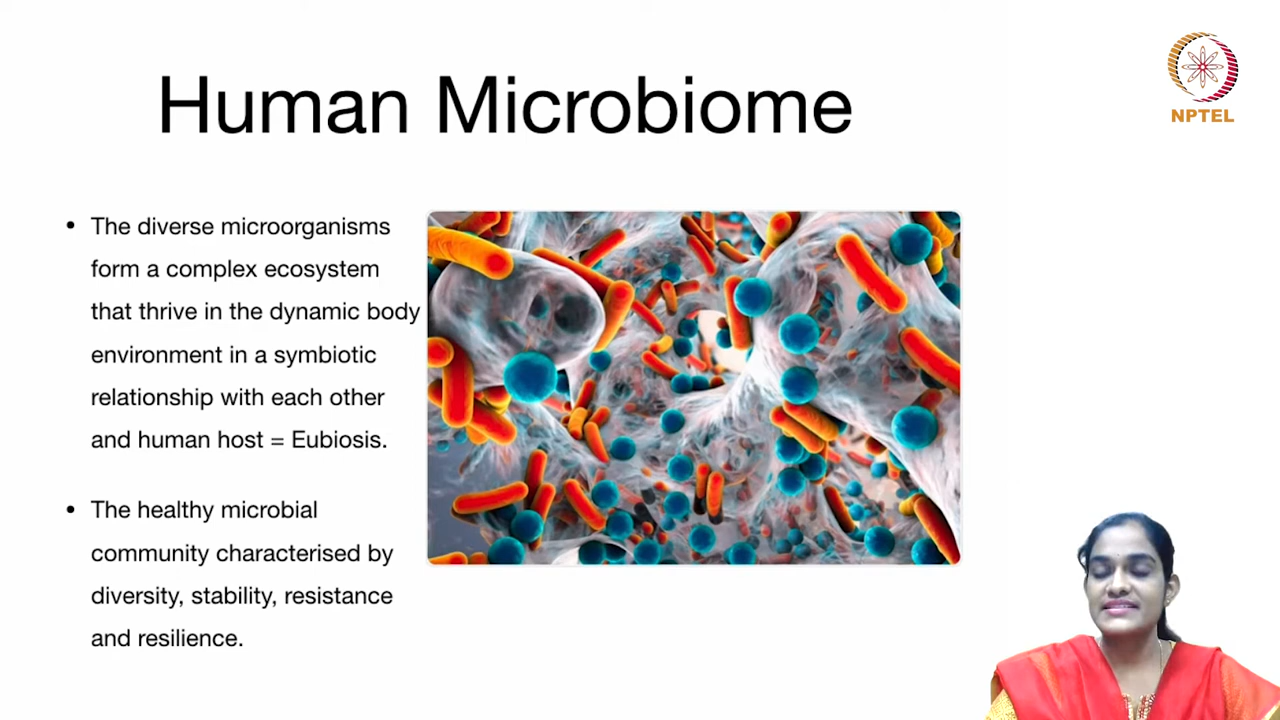 Human Microbiome
NPTEL
• The diverse microorganisms
form a complex ecosystem
that thrive in the dynamic body
environment in a symbiotic
relationship with each other
and human host = Eubiosis.
• The healthy microbial
community characterised by
diversity, stability, resistance
and resilience.